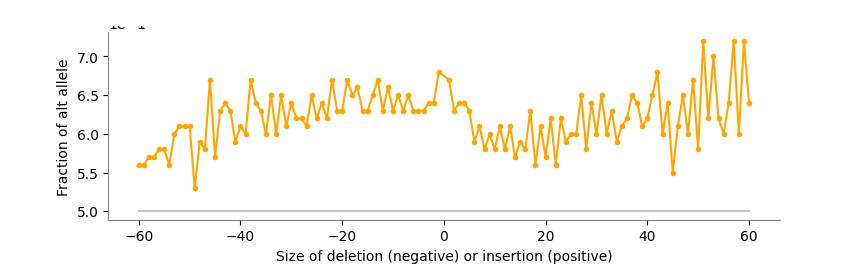 7.0
6.5
6.0
5.5
5.0
Fraction of alt allele
−60 −40 −20 0 20 40 60
Size of deletion (negative) or insertion (positive)